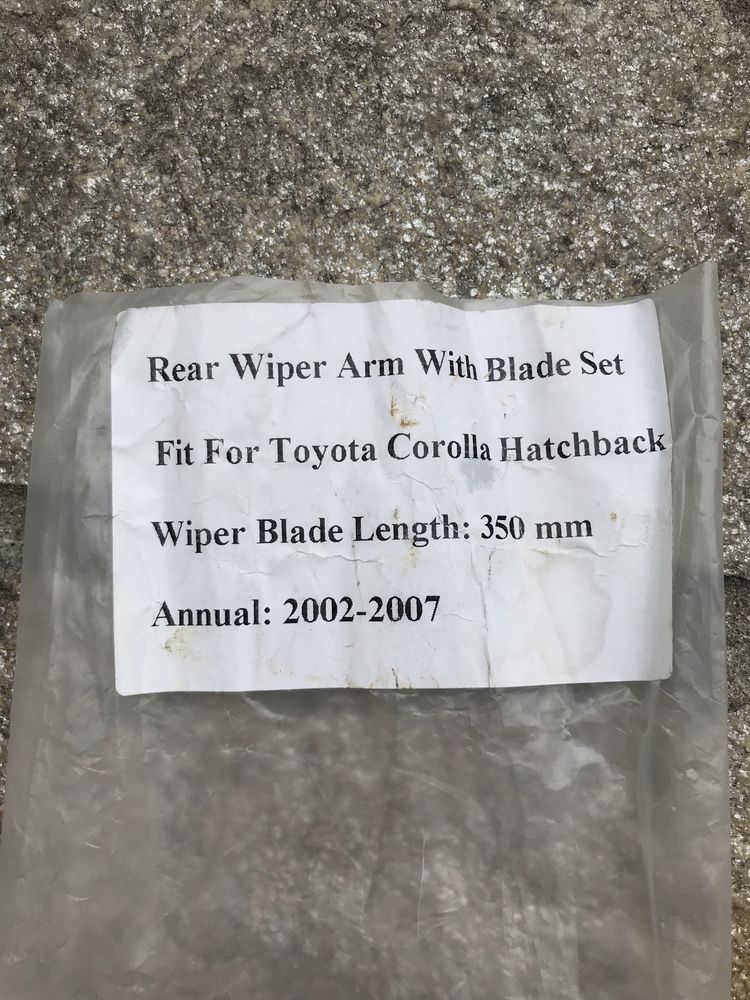 Rear Wiper Arm With Blade Set
Fit For Toyota Corolla Hatchback
Wiper Blade Length: 350 mm
Annual: 2002-2007